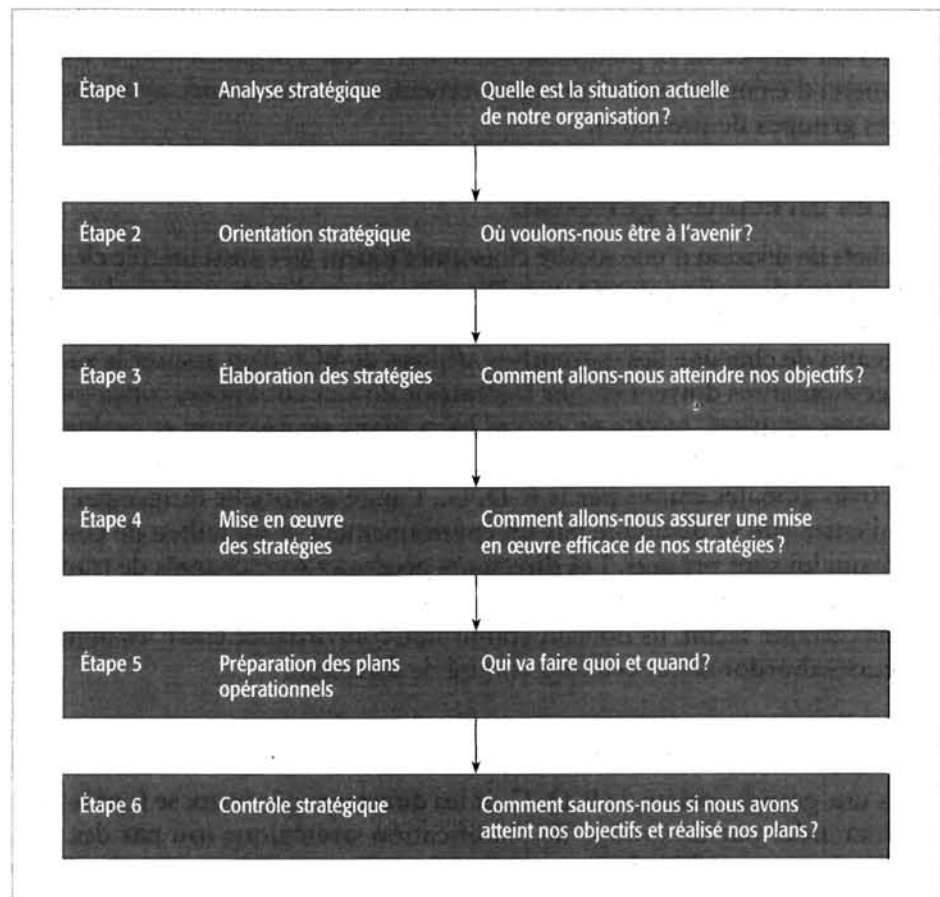 Étape 1 Analyse stratégique Quelle est la situation actuelle
de notre organisation ?
Étape 2 Orientation stratégique Où voulons-nous être à l'avenir ?
Étape 3 Élaboration des stratégies Comment allons-nous atteindre nos objectifs ?
Étape 4 Mise en œuvre Comment allons-nous assurer une mise
des stratégies en œuvre efficace de nos stratégies ?
Étape 5 Préparation des plans Qui va faire quoi et quand ?
opérationnels
Étape 6 Contrôle stratégique Comment saurons-nous si nous avons
atteint nos objectifs et réalisé nos plans ?